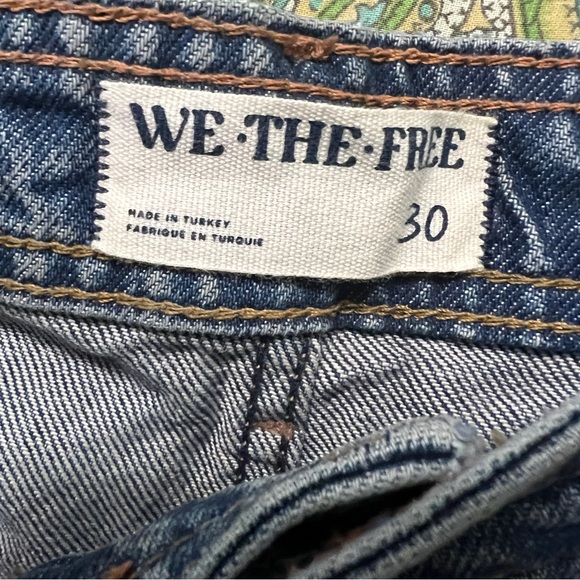 WE·THE·FREE
MADE IN TURKEY
FABRIQUE EN TURQUIE
30